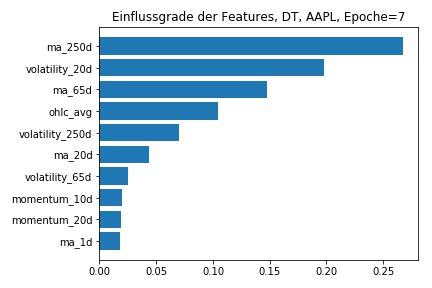 Einflussgrade der Features, DT, AAPL, Epoche=7
ma_250d
volatility_20d
ma_65d
ohlc_avg
volatility_250d
ma_20d
volatility_65d
momentum_10d
momentum_20d
ma_1d
0.00 0.05 0.10 0.15 0.20 0.25